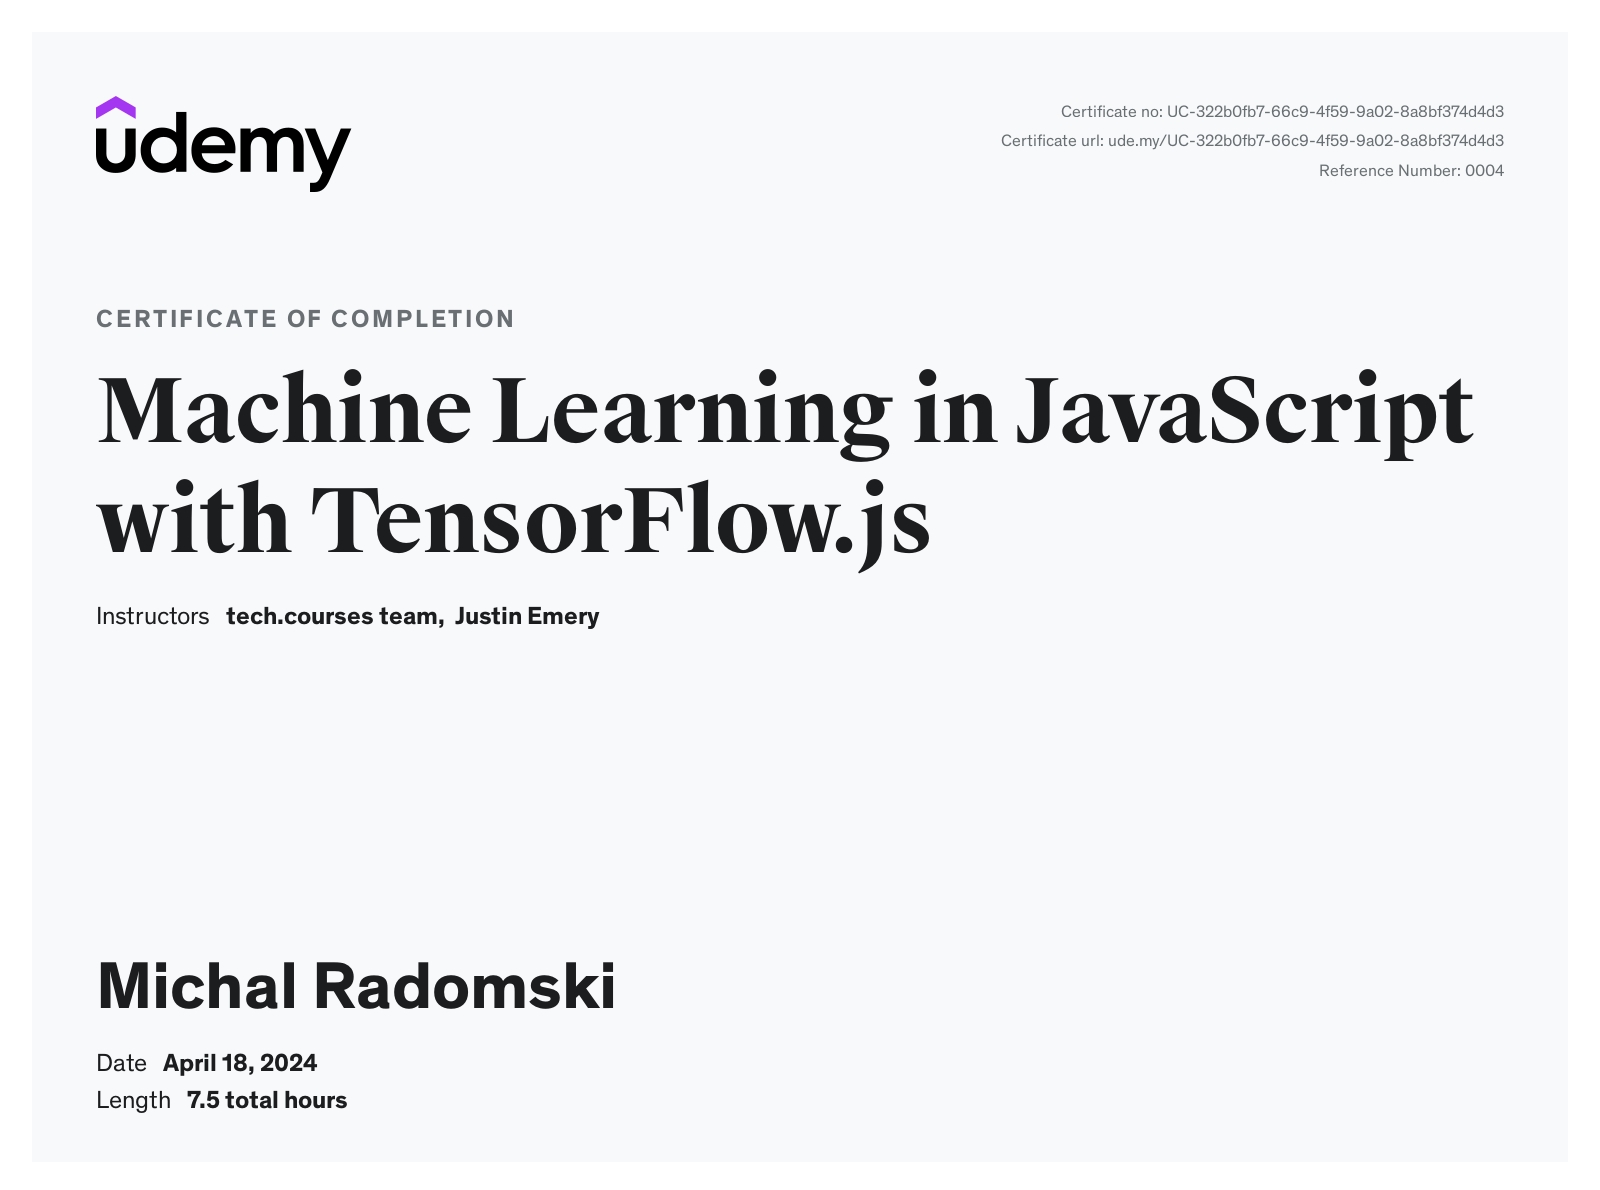 udemy
Certificate no: UC-322b0fb7-66c9-4f59-9a02-8a8bf374d4d3
Certificate url: ude.my/UC-322b0fb7-66c9-4f59-9a02-8a8bf374d4d3
Reference Number: 0004
CERTIFICATE OF COMPLETION
Machine Learning in JavaScript
with TensorFlow.js
Instructors tech.courses team, Justin Emery
Michal Radomski
Date April 18, 2024
Length 7.5 total hours